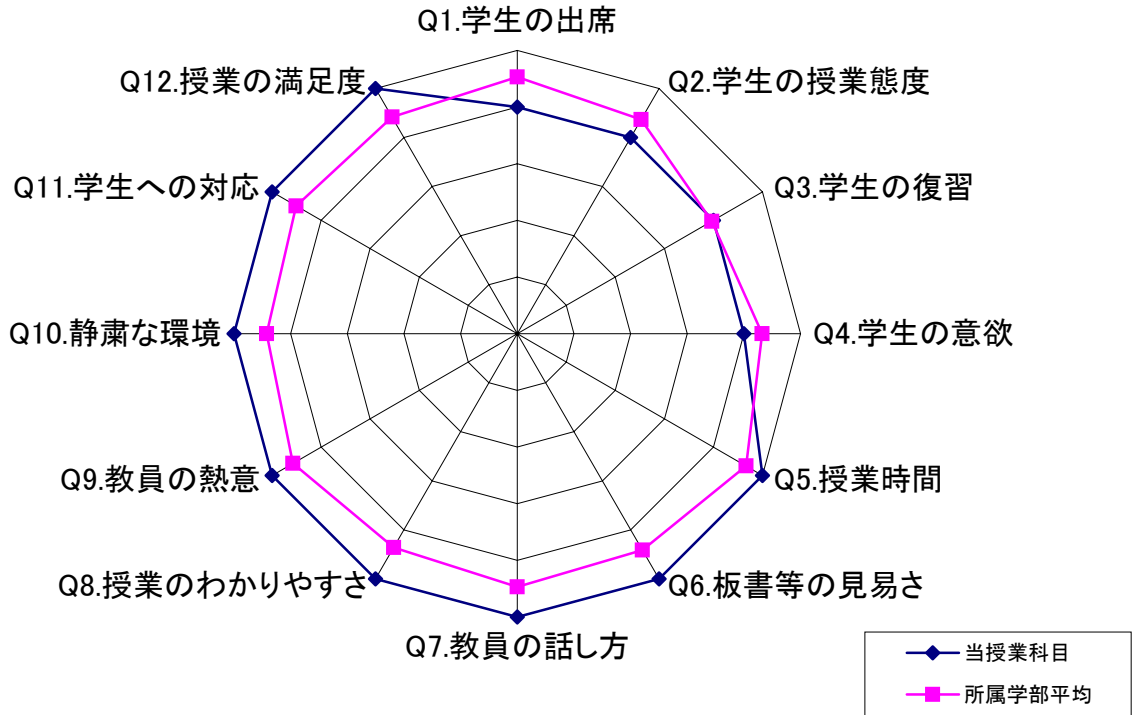 Q1.学生の出席
Q2.学生の授業態度
Q3.学生の復習
Q4.学生の意欲
Q5.授業時間
Q6.板書等の見易さ
Q7.教員の話し方
Q8.授業のわかりやすさ
Q9.教員の熱意
Q10.静粛な環境
Q11.学生への対応
Q12.授業の満足度
当授業科目
所属学部平均